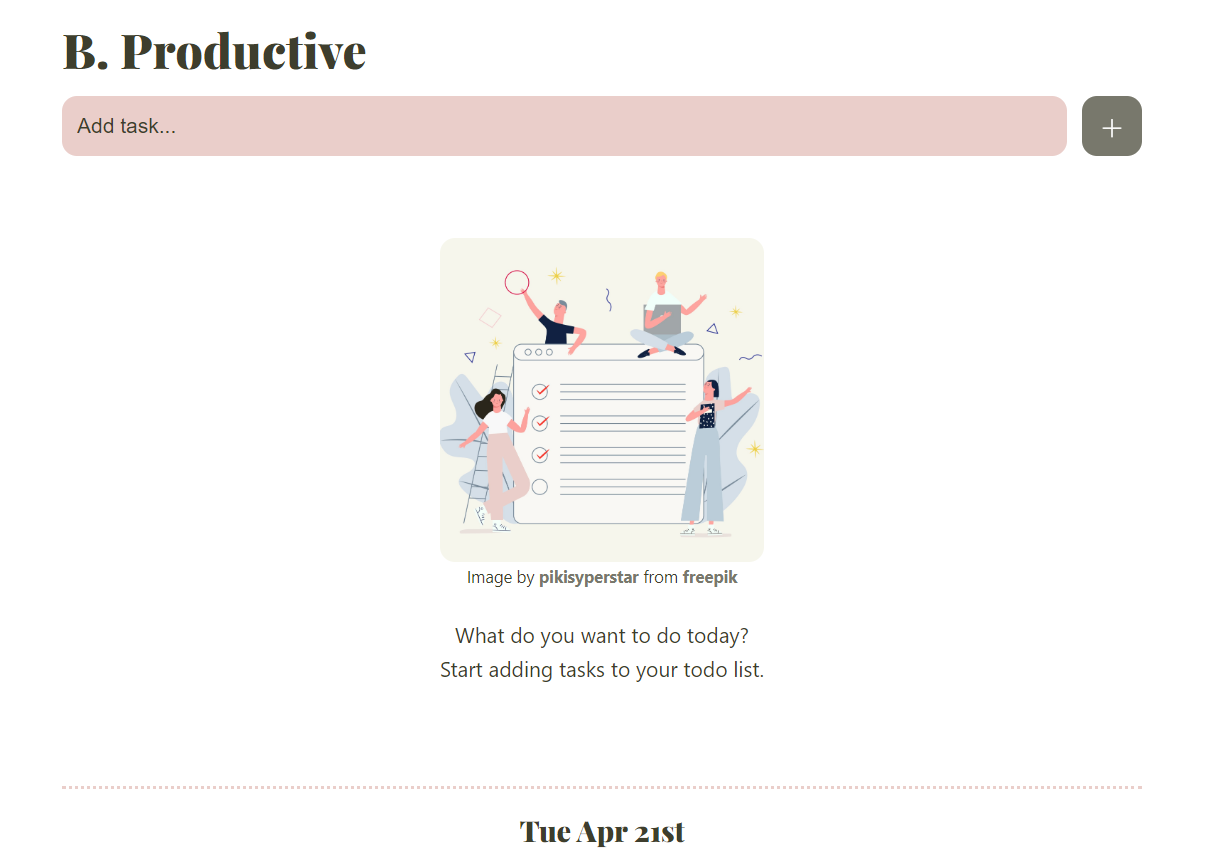 B. Productive
Add task...
Image by pikisyperstar from freepik
What do you want to do today?
Start adding tasks to your todo list.
Tue Apr 21st